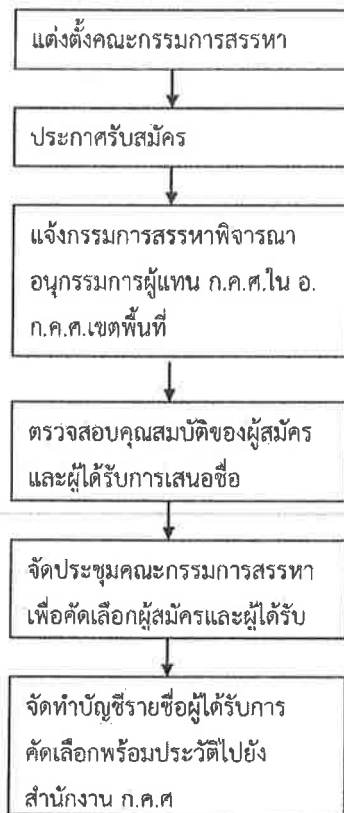 แต่งตั้งคณะกรรมการสรรหา
ประกาศรับสมัคร
แจ้งกรรมการสรรหาพิจารณา
อนุกรรมการผู้แทน ก.ค.ศ.ใน อ.
ก.ค.ศ.เขตพื้นที่
ตรวจสอบคุณสมบัติของผู้สมัคร
และผู้ได้รับการเสนอชื่อ
จัดประชุมคณะกรรมการสรรหา
เพื่อคัดเลือกผู้สมัครและผู้ได้รับ
จัดทำบัญชีรายชื่อผู้ได้รับการ
คัดเลือกพร้อมประวัติไปยัง
สำนักงาน ก.ค.ศ